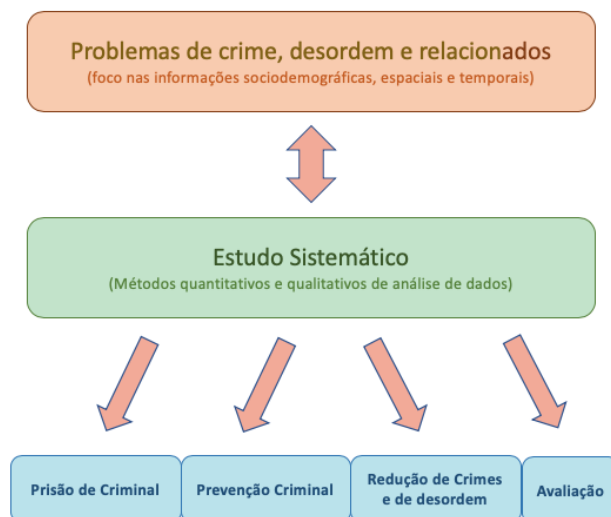 Problemas de crime, desordem e relacionados
(foco nas informações sociodemográficas, espaciais e temporais)
Estudo Sistemático
(Métodos quantitativos e qualitativos de análise de dados)
Prisão de Criminal
Prevenção Criminal
Redução de Crimes
e de desordem
Avaliação